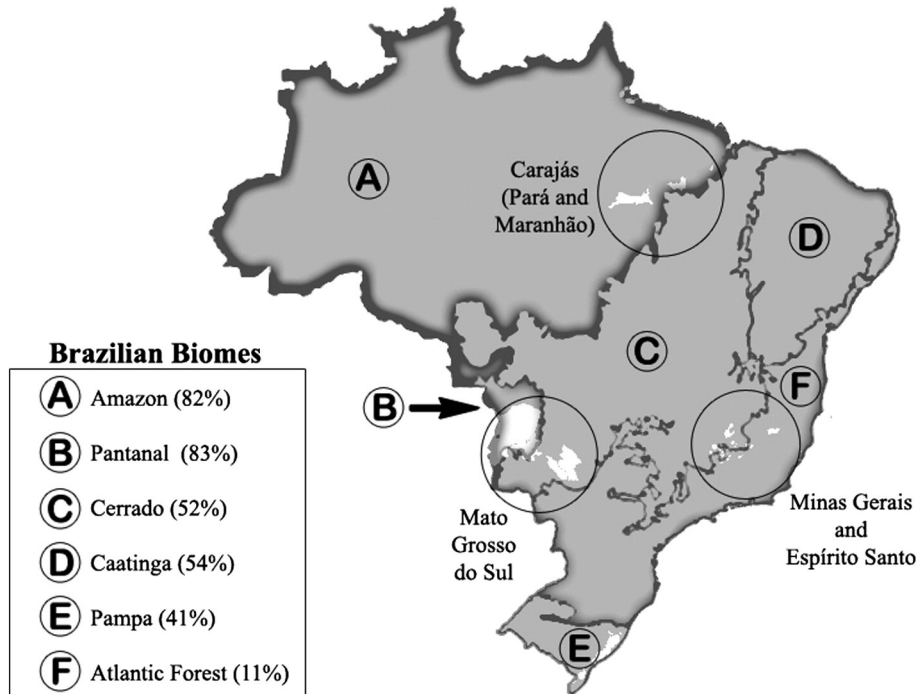 A
Carajás
(Pará and
Maranhão)
D
C
F
B
Mato
Grosso
do Sul
Minas Gerais
and
Espírito Santo
E
Brazilian Biomes
A Amazon (82%)
B Pantanal (83%)
C Cerrado (52%)
D Caatinga (54%)
E Pampa (41%)
F Atlantic Forest (11%)